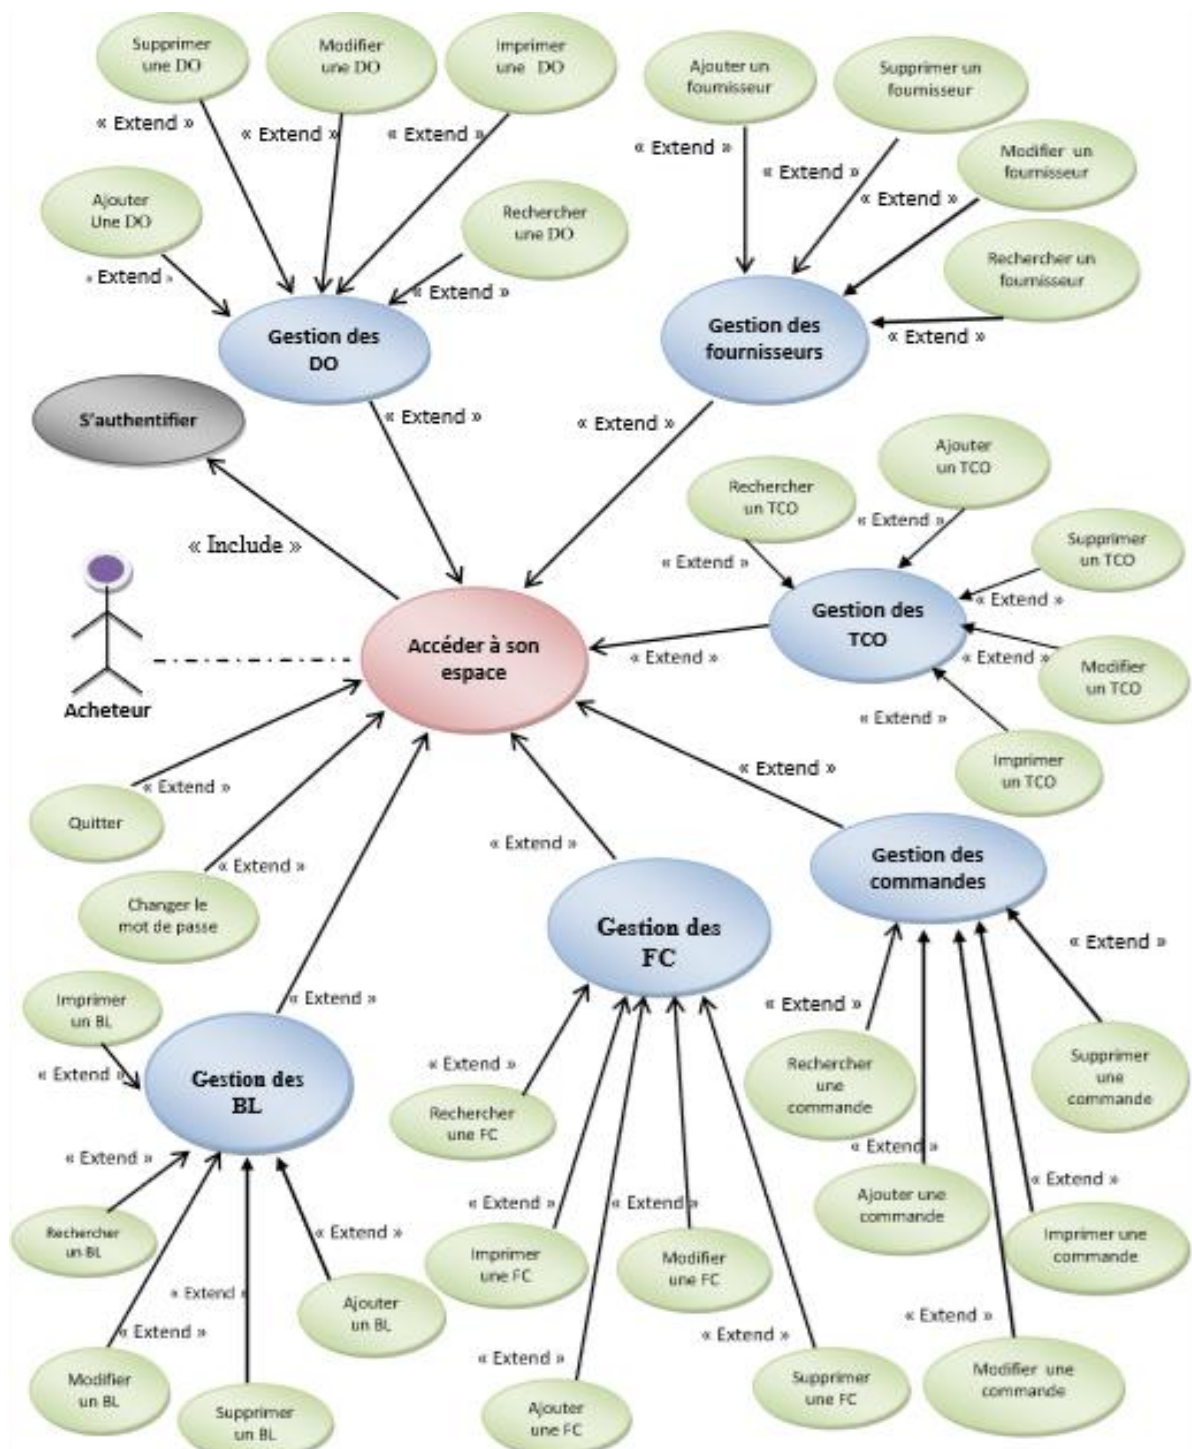 Supprimer
une DO
Modifier
une DO
Imprimer
une DO
Ajouter un
fournisseur
Supprimer un
fournisseur
« Extend »
« Extend »
« Extend »
« Extend »
« Extend »
Modifier un
fournisseur
« Extend »
Ajouter
Une DO
Rechercher
une DO
Rechercher un
fournisseur
« Extend »
« Extend »
« Extend »
Gestion des
DO
Gestion des
fournisseurs
S'authentifier
« Extend »
« Extend »
Ajouter
un TCO
Rechercher
un TCO
« Extend »
Supprimer
un TCO
« Include »
« Extend »
« Extend »
Gestion des
TCO
Accéder à son
espace
« Extend »
« Extend »
Modifier
un TCO
Acheteur
« Extend »
Imprimer
un TCO
« Extend »
« Extend »
Quitter
« Extend »
« Extend »
Gestion des
commandes
Changer le
mot de passe
Gestion des
FC
« Extend »
« Extend »
« Extend »
Imprimer
un BL
« Extend »
Gestion des
BL
« Extend »
Rechercher
une
commande
Supprimer
une
commande
Rechercher
une FC
« Extend »
« Extend »
« Extend »
« Extend »
« Extend »
Ajouter une
commande
Rechercher
un BL
« Extend »
Imprimer
une FC
Modifier
une FC
Imprimer une
commande
« Extend »
Ajouter
un BL
« Extend »
« Extend »
« Extend »
« Extend »
Modifier
un BL
Supprimer
une FC
Modifier une
commande
Supprimer
un BL
Ajouter
une FC